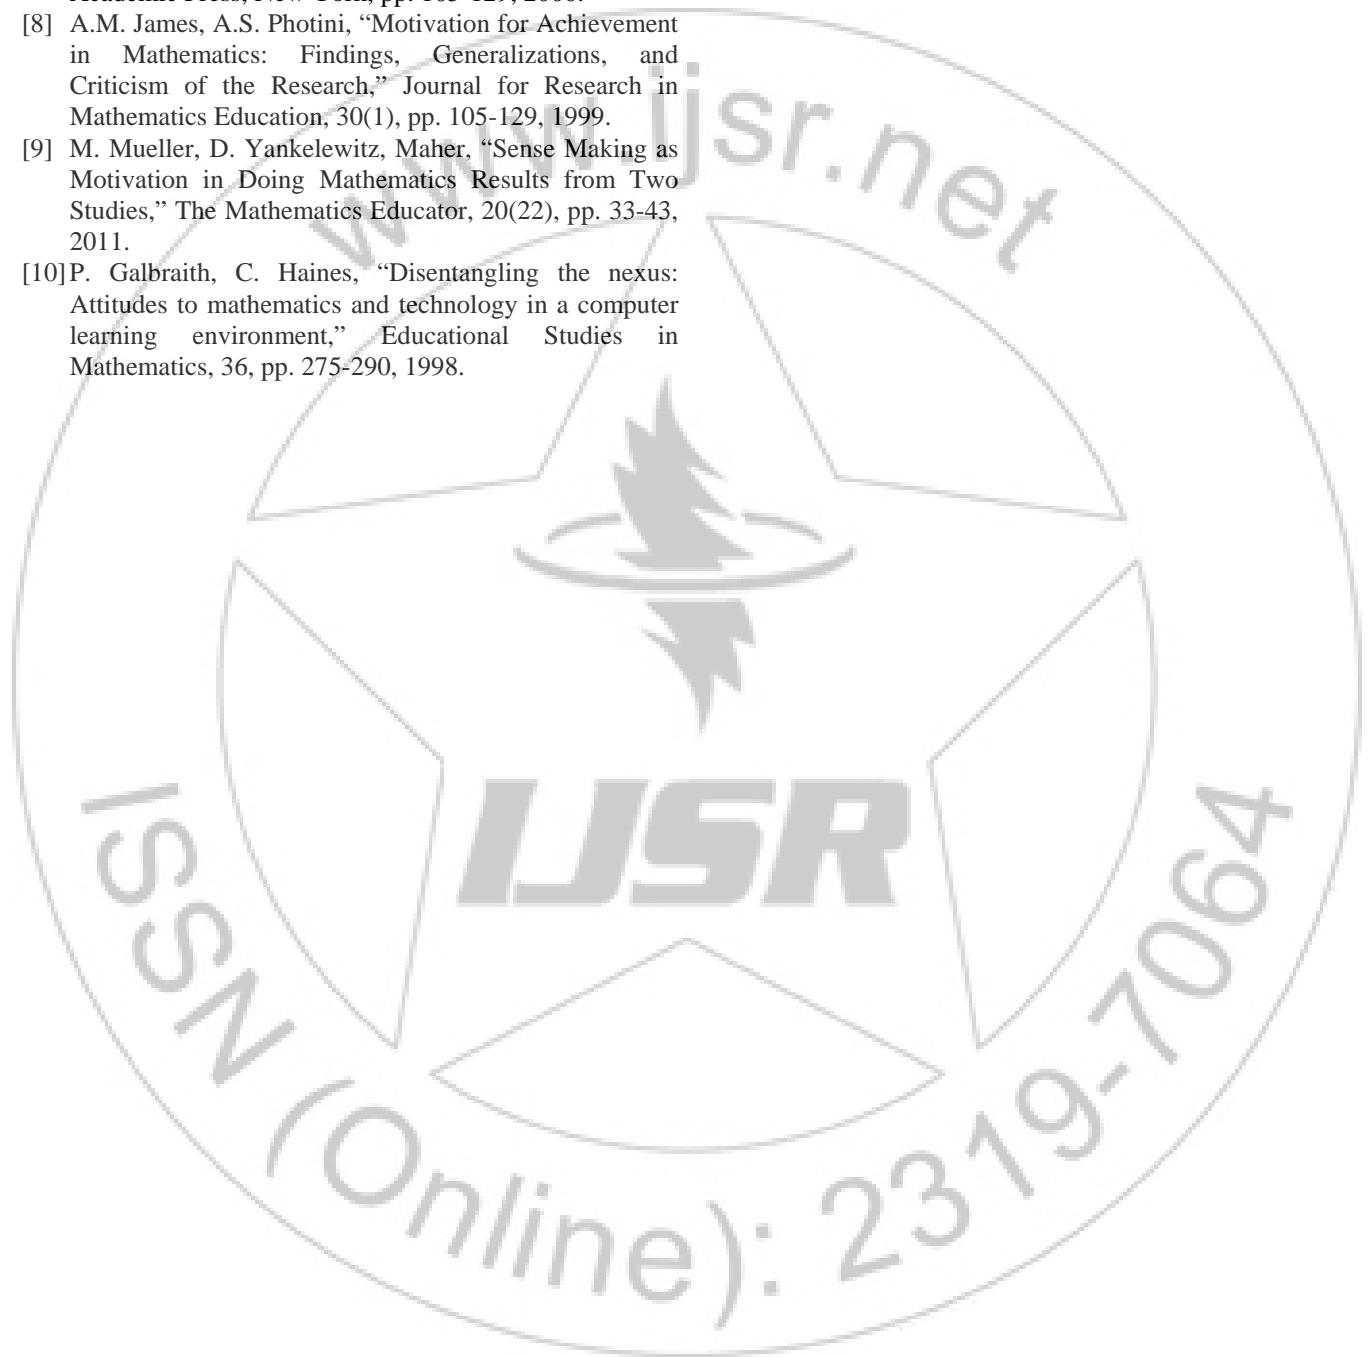 [8] A.M. James, A.S. Photini, “Motivation for Achievement
in Mathematics: Findings, Generalizations, and
Criticism of the Research,” Journal for Research in
Mathematics Education, 30(1), pp. 105-129, 1999.
[9] M. Mueller, D. Yankelewitz, Maher, “Sense Making as
Motivation in Doing Mathematics Results from Two
Studies,” The Mathematics Educator, 20(22), pp. 33-43,
2011.
[10]P. Galbraith, C. Haines, “Disentangling the nexus:
Attitudes to mathematics and technology in a computer
learning environment,” Educational Studies in
Mathematics, 36, pp. 275-290, 1998.
www.ijsr.net
IJSR
ISSN (Online): 2319-7064